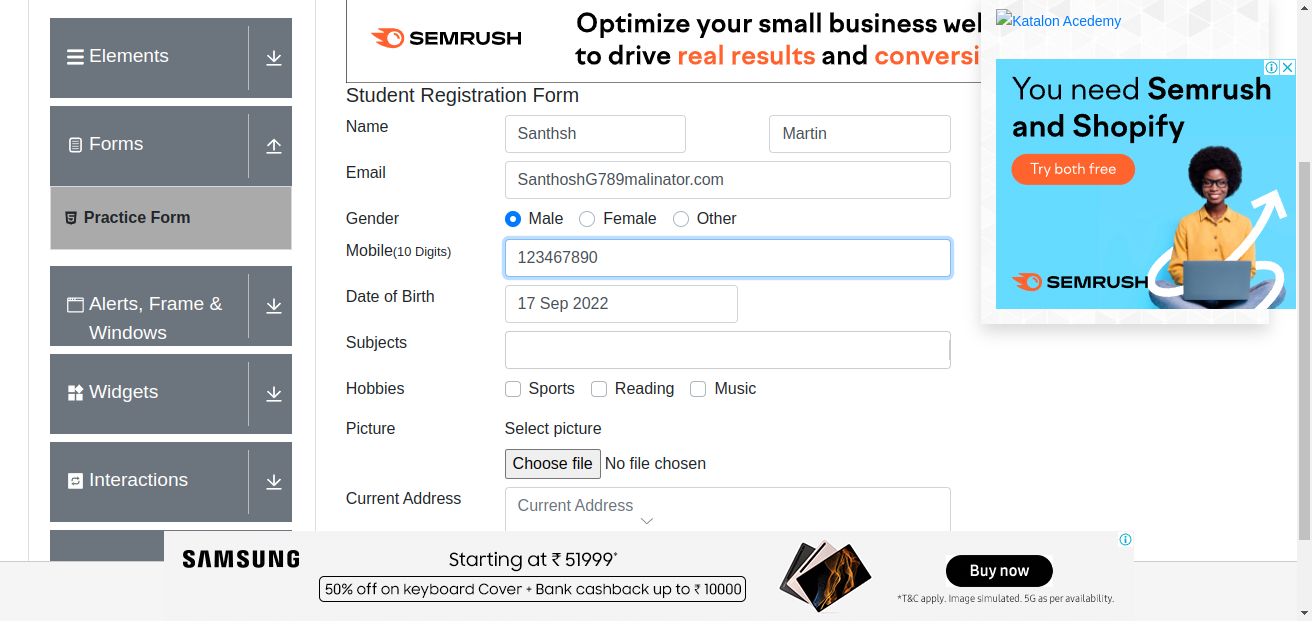 Elements
Forms
Practice Form
Alerts, Frame &
Windows
Widgets
Interactions
SEMRUSH
Optimize your small business wel
to drive real results and conversi
Student Registration Form
Name
Santhsh
Martin
Email
SanthoshG789malinator.com
Gender
Male
Female
Other
Mobile(10 Digits)
123467890
Date of Birth
17 Sep 2022
Subjects
Hobbies
Sports
Reading
Music
Picture
Select picture
Choose file No file chosen
Current Address
Current Address
Katalon Acedemy
You need Semrush
and Shopify
Try both free
SEMRUSH
SAMSUNG
Starting at ₹ 51999*
50% off on keyboard Cover + Bank cashback up to ₹ 10000
Buy now
*T&C apply. Image simulated. 5G as per availability.